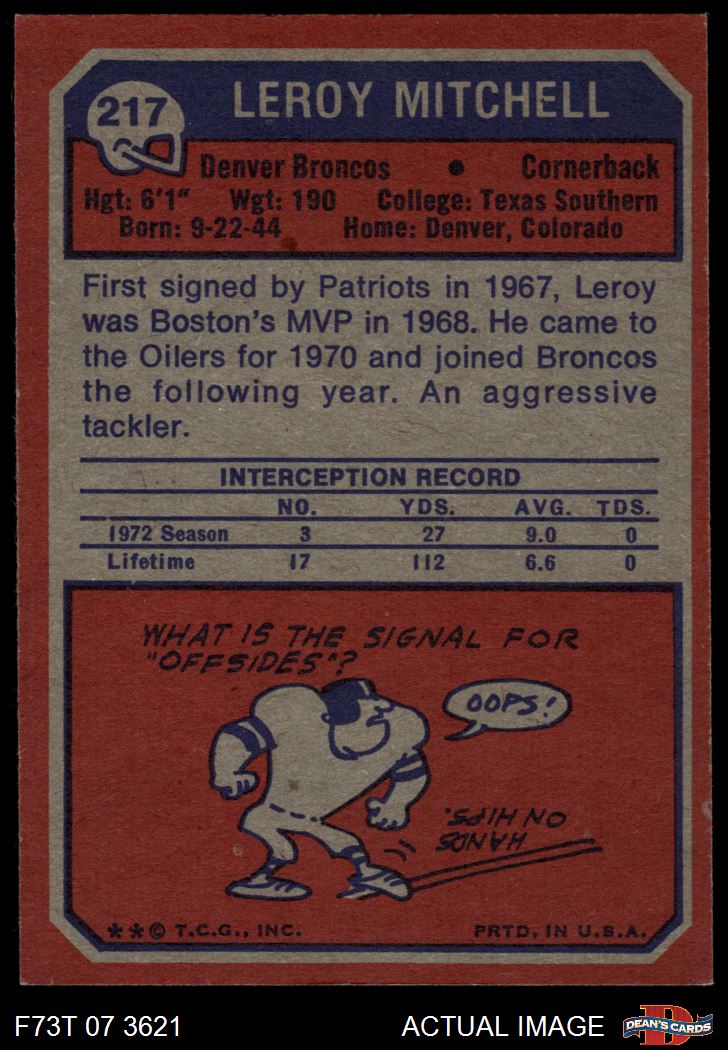 217
LEROY MITCHELL
Denver Broncos • Cornerback
Hgt: 6'1" Wgt: 190 College: Texas Southern
Born: 9-22-44 Home: Denver, Colorado
First signed by Patriots in 1967, Leroy
was Boston's MVP in 1968. He came to
the Oilers for 1970 and joined Broncos
the following year. An aggressive
tackler.
INTERCEPTION RECORD
NO. YDS. AVG. TDS.
1972 Season 3 27 9.0 0
Lifetime 17 112 6.6 0
WHAT IS THE SIGNAL FOR
"OFFSIDES"?
OOPS!
HANDS
ON HIPS.
**© T.C.G., INC. PRTD. IN U.S.A.
F73T 07 3621 ACTUAL IMAGE
D
DEAN'S CARDS